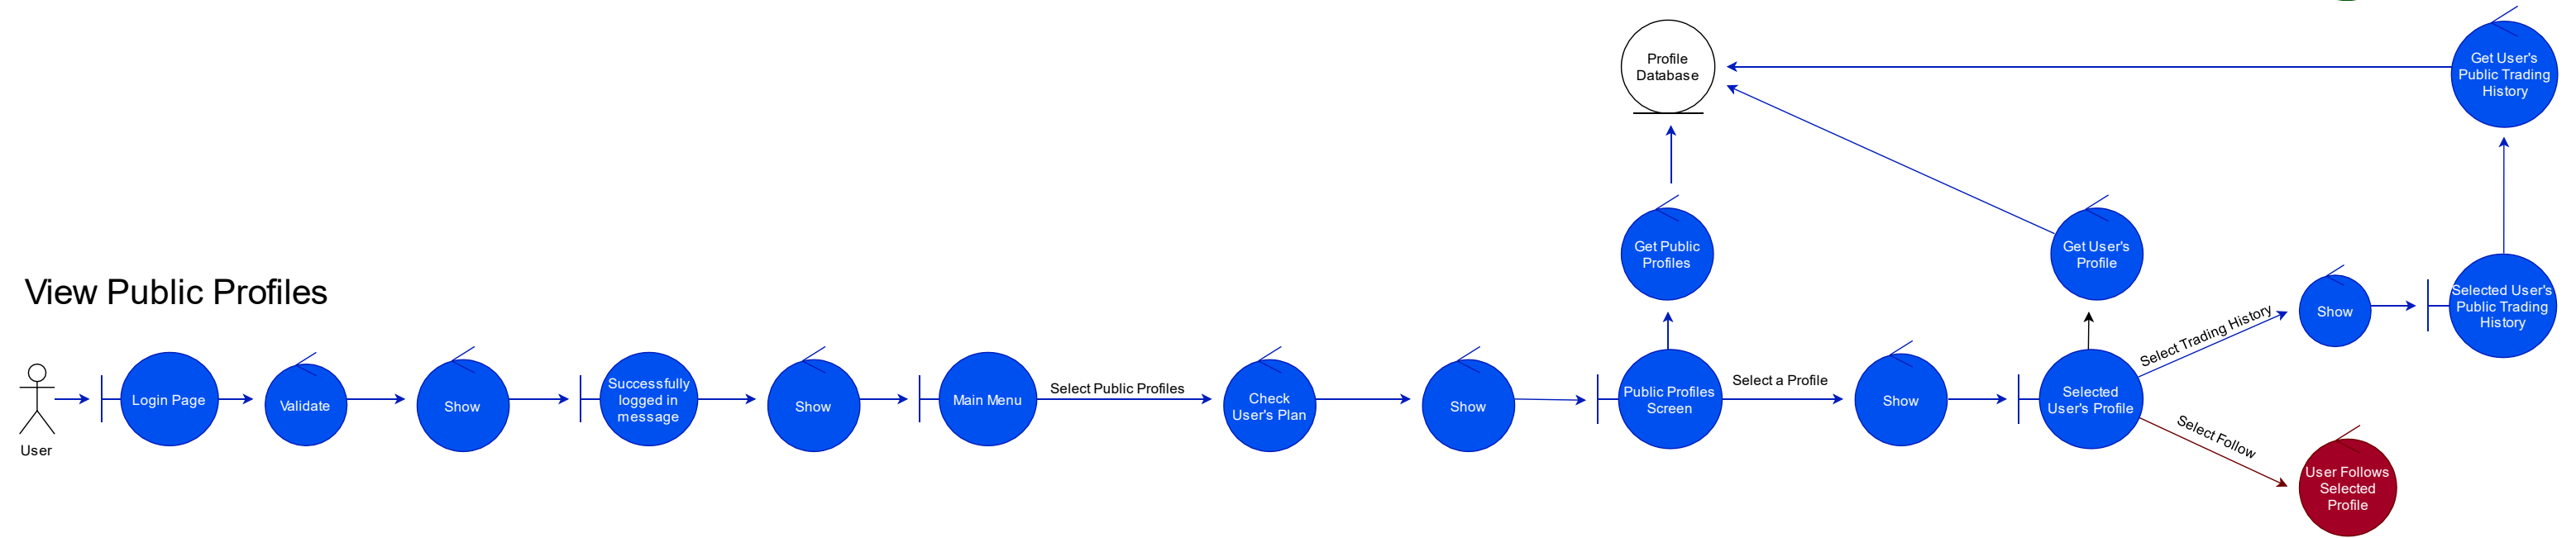 Profile
Database
Get User's
Public Trading
History
Get Public
Profiles
Get User's
Profile
View Public Profiles
Select Trading History
Show
Selected User's
Public Trading
History
User
Login Page
Validate
Show
Successfully
logged in
message
Show
Main Menu
Select Public Profiles
Check
User's Plan
Show
Public Profiles
Screen
Select a Profile
Show
Selected
User's Profile
Select Follow
User Follows
Selected
Profile